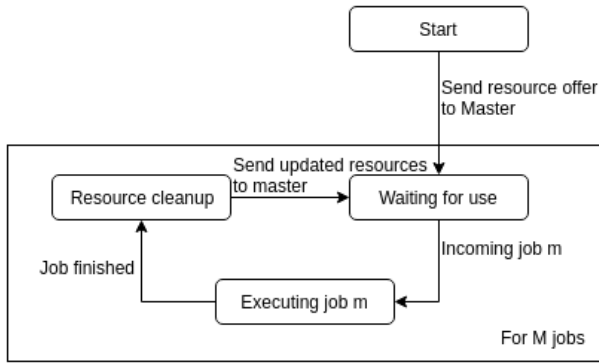 Start
Send resource offer
to Master
Send updated resources
to master
Resource cleanup
Waiting for use
Incoming job m
Job finished
Executing job m
For M jobs